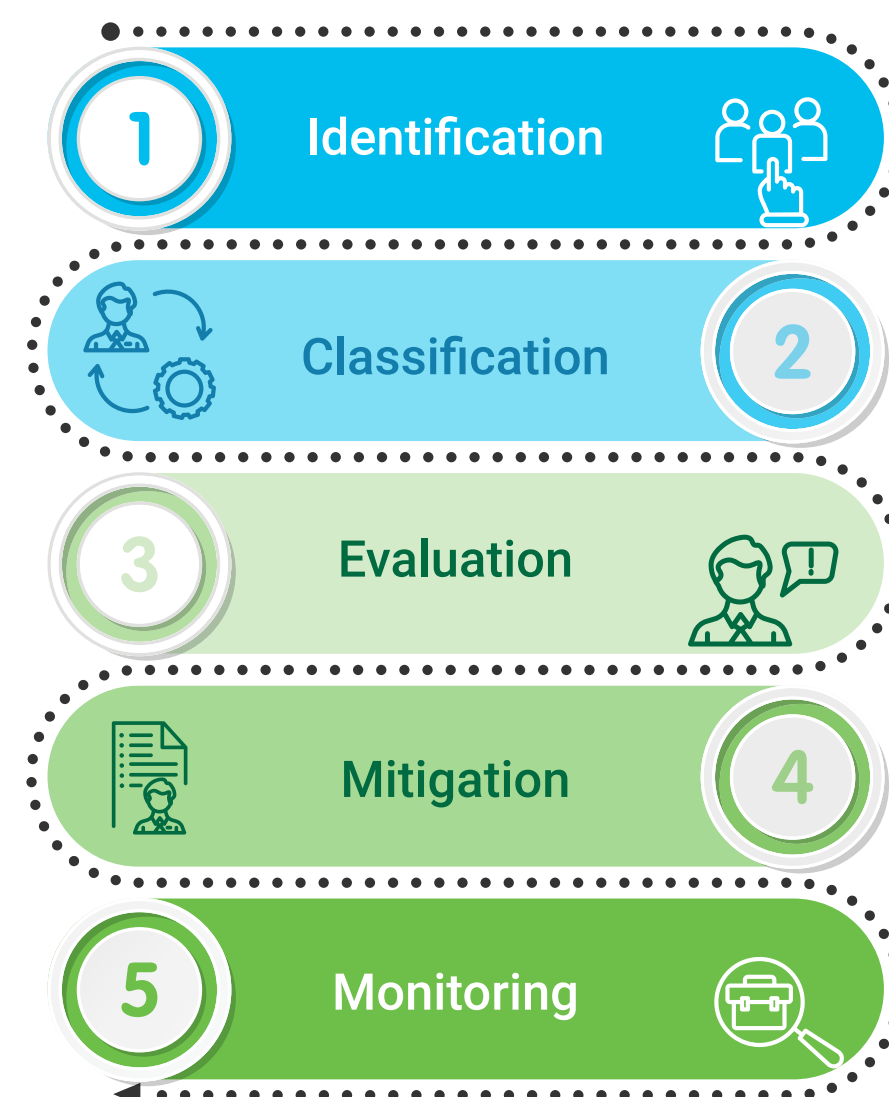 1
Identification
Classification
2
3
Evaluation
!
Mitigation
4
5
Monitoring